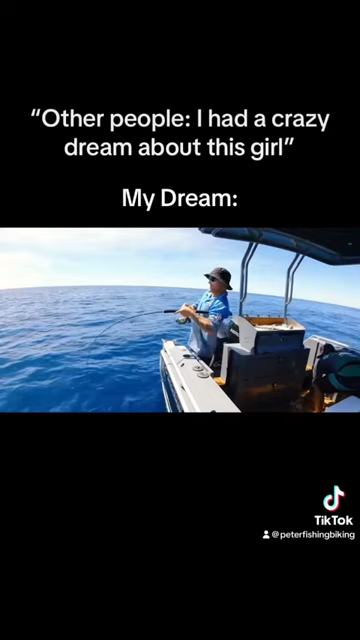 “Other people: I had a crazy
dream about this girl”
My Dream:
TikTok
@peterfishingbiking